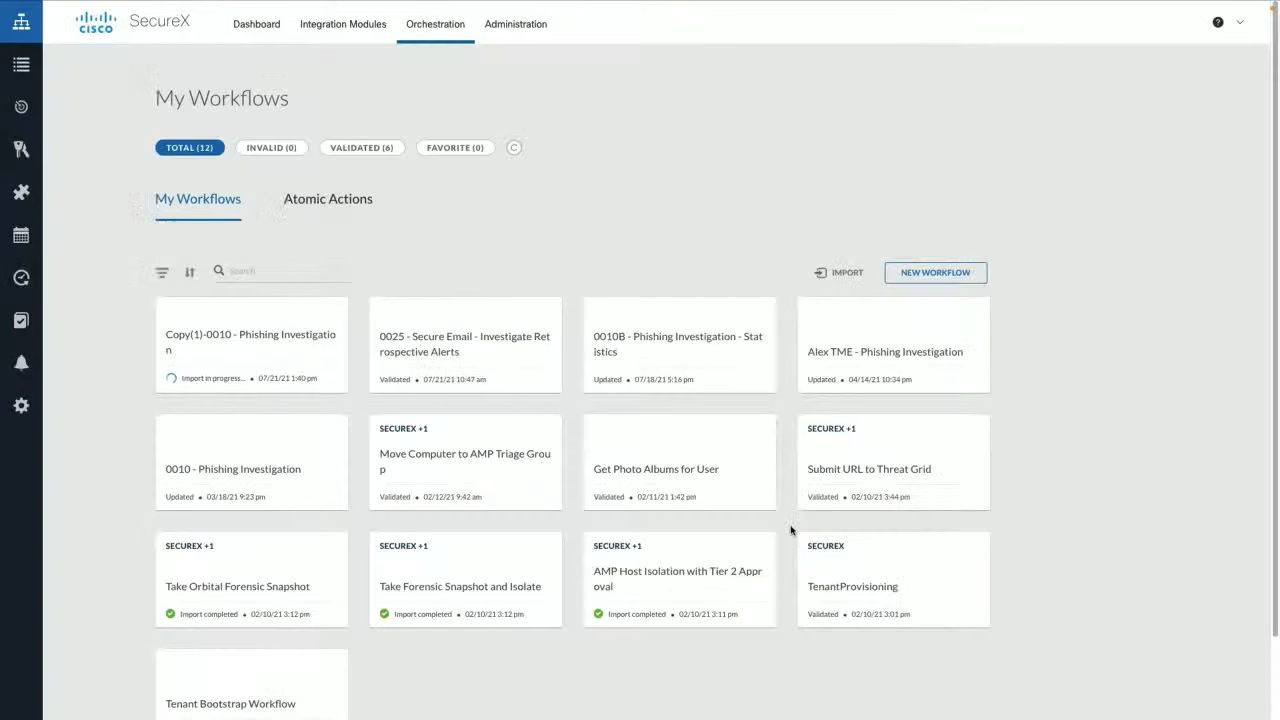 CISCO SecureX Dashboard Integration Modules Orchestration Administration
My Workflows
TOTAL (12) INVALID (0) VALIDATED (6) FAVORITE (0)
My Workflows Atomic Actions
Search IMPORT NEW WORKFLOW
Copy(1)-0010 - Phishing Investigatio
n
Import in progress... • 07/21/21 1:40 pm
0025 - Secure Email - Investigate Ret
rospective Alerts
Validated • 07/21/21 10:47 am
0010B - Phishing Investigation - Stat
istics
Updated • 07/18/21 5:16 pm
Alex TME - Phishing Investigation
Updated • 04/14/21 10:34 pm
0010 - Phishing Investigation
Updated • 03/18/21 9:23 pm
SECUREX +1
Move Computer to AMP Triage Grou
p
Validated • 02/12/21 9:42 am
Get Photo Albums for User
Validated • 02/11/21 1:42 pm
SECUREX +1
Submit URL to Threat Grid
Validated • 02/10/21 3:44 pm
SECUREX +1
Take Orbital Forensic Snapshot
Import completed • 02/10/21 3:12 pm
SECUREX +1
Take Forensic Snapshot and Isolate
Import completed • 02/10/21 3:12 pm
SECUREX +1
AMP Host Isolation with Tier 2 Appr
oval
Import completed • 02/10/21 3:11 pm
SECUREX
TenantProvisioning
Validated • 02/10/21 3:01 pm
Tenant Bootstrap Workflow